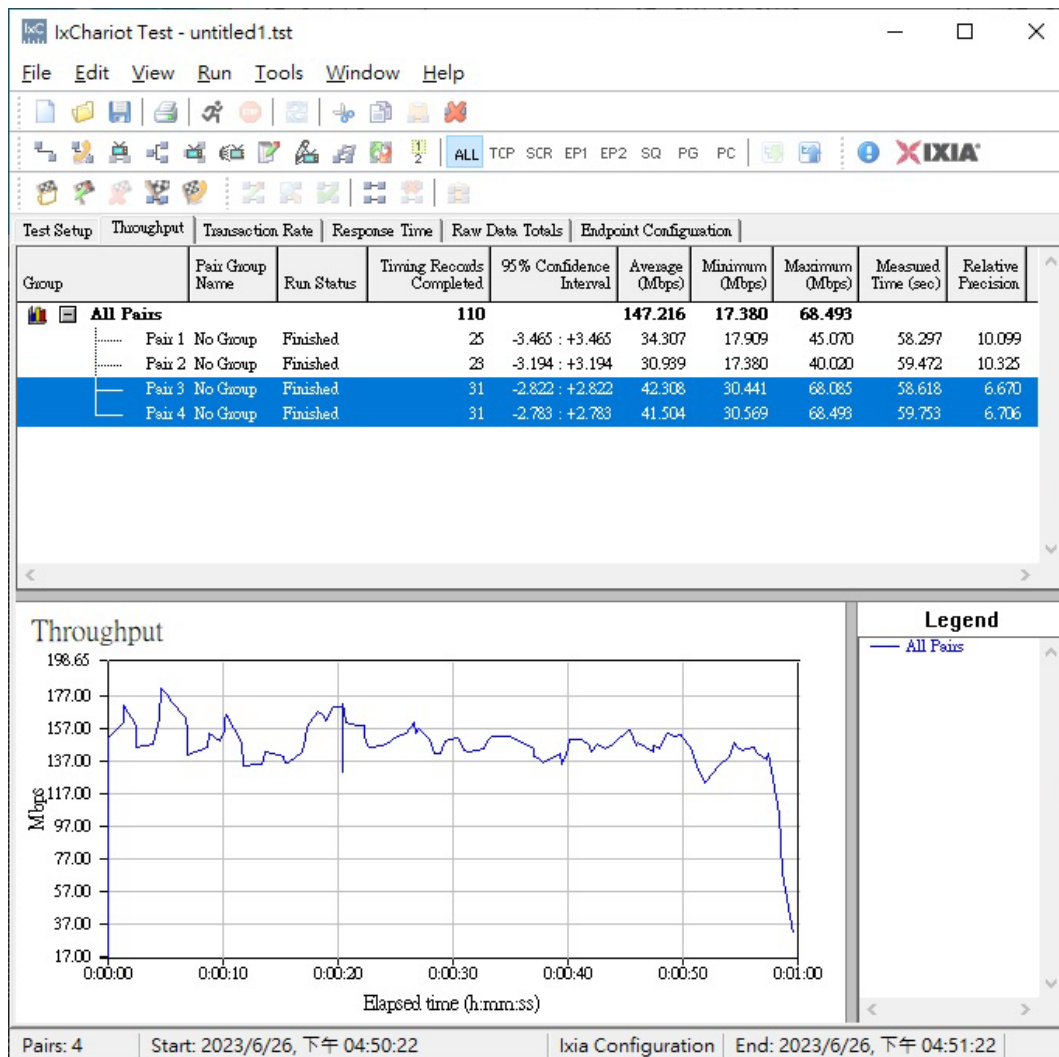 IxC IxChariot Test - untitled1.tst
File Edit View Run Tools Window Help
1 2 ALL TCP SCR EP1 EP2 SQ PG PC IXIA
Test Setup Throughput Transaction Rate Response Time Raw Data Totals Endpoint Configuration
Group Pair Group Name Run Status Timing Records Completed 95% Confidence Interval Average (Mbps) Minimum (Mbps) Maximum (Mbps) Measured Time (sec) Relative Precision
All Pairs 110 147.216 17.380 68.493
Pair 1 No Group Finished 25 -3.465 : +3.465 34.307 17.909 45.070 58.297 10.099
Pair 2 No Group Finished 23 -3.194 : +3.194 30.939 17.380 40.020 59.472 10.325
Pair 3 No Group Finished 31 -2.822 : +2.822 42.308 30.441 68.085 58.618 6.670
Pair 4 No Group Finished 31 -2.783 : +2.783 41.504 30.569 68.493 59.753 6.706
Throughput
Legend
All Pairs
198.65
177.00
157.00
137.00
117.00
97.00
77.00
57.00
37.00
17.00
Mbps
0:00:00 0:00:10 0:00:20 0:00:30 0:00:40 0:00:50 0:01:00
Elapsed time (h:mm:ss)
Pairs: 4 Start: 2023/6/26, 下午 04:50:22 Ixia Configuration End: 2023/6/26, 下午 04:51:22